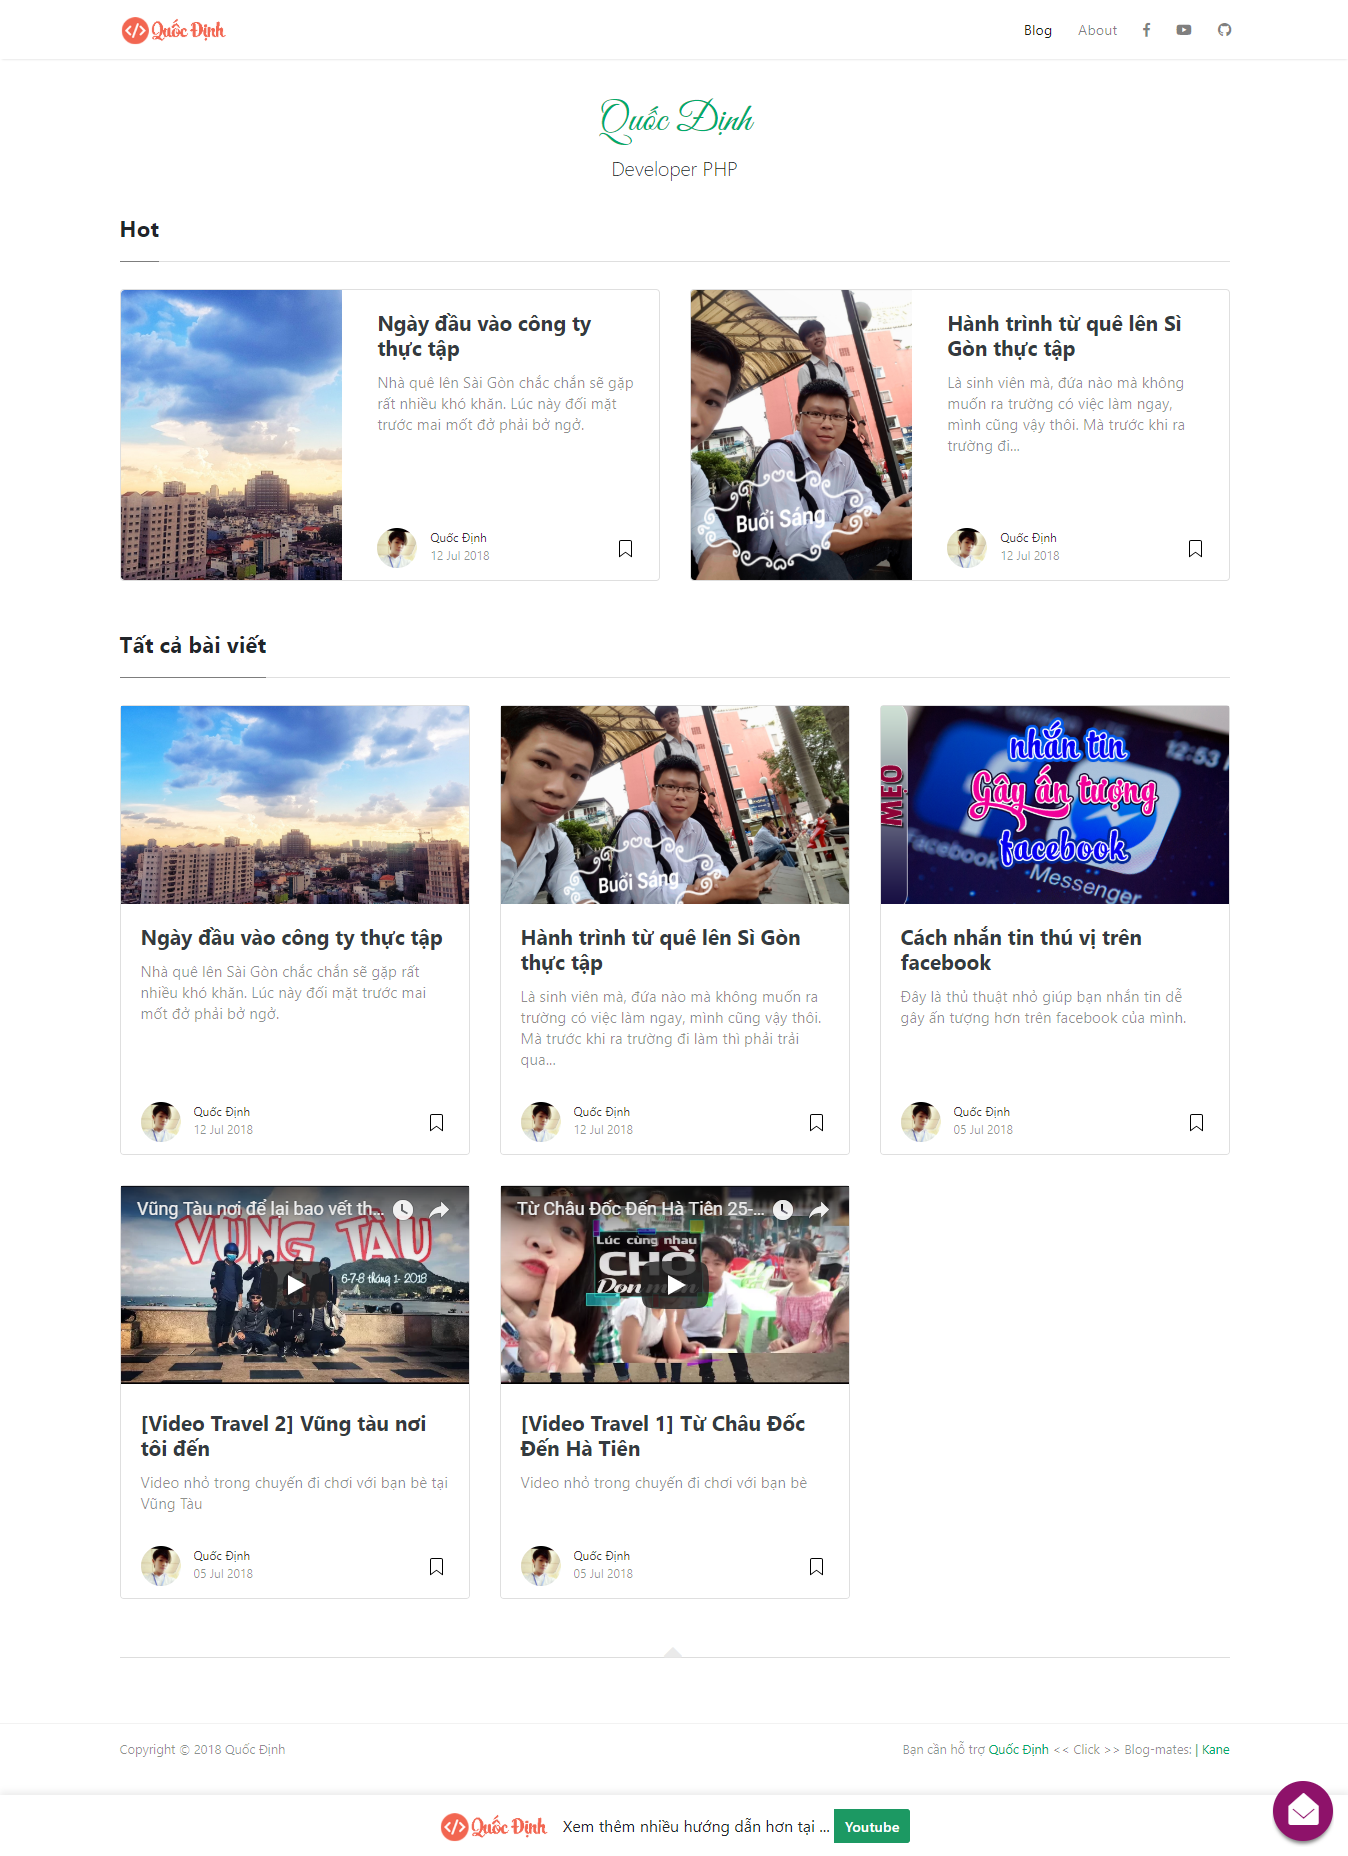 Quốc Định
Blog
About
Quốc Định
Developer PHP
Hot
Ngày đầu vào công ty
thực tập
Nhà quê lên Sài Gòn chắc chắn sẽ gặp
rất nhiều khó khăn. Lúc này đối mặt
trước mai mốt đở phải bở ngở.
Quốc Định
12 Jul 2018
Buổi Sáng
Hành trình từ quê lên Sì
Gòn thực tập
Là sinh viên mà, đứa nào mà không
muốn ra trường có việc làm ngay,
mình cũng vậy thôi. Mà trước khi ra
trường đi...
Quốc Định
12 Jul 2018
Tất cả bài viết
Ngày đầu vào công ty thực tập
Nhà quê lên Sài Gòn chắc chắn sẽ gặp rất
nhiều khó khăn. Lúc này đối mặt trước mai
mốt đở phải bở ngở.
Quốc Định
12 Jul 2018
Buổi Sáng
Hành trình từ quê lên Sì Gòn
thực tập
Là sinh viên mà, đứa nào mà không muốn ra
trường có việc làm ngay, mình cũng vậy thôi.
Mà trước khi ra trường đi làm thì phải trải
qua...
Quốc Định
12 Jul 2018
MẸO
nhắn tin
Gây ấn tượng
facebook
12:53
Facebook
Messenger
Cách nhắn tin thú vị trên
facebook
Đây là thủ thuật nhỏ giúp bạn nhắn tin dễ
gây ấn tượng hơn trên facebook của mình.
Quốc Định
05 Jul 2018
Vũng Tàu nơi để lại bao vết th...
VŨNG TÀU
6-7-8 tháng 1- 2018
[Video Travel 2] Vũng tàu nơi
tôi đến
Video nhỏ trong chuyến đi chơi với bạn bè tại
Vũng Tàu
Quốc Định
05 Jul 2018
Từ Châu Đốc Đến Hà Tiên 25-...
Lúc cùng nhau
CHỜ
[Video Travel 1] Từ Châu Đốc
Đến Hà Tiên
Video nhỏ trong chuyến đi chơi với bạn bè
Quốc Định
05 Jul 2018
Copyright © 2018 Quốc Định
Bạn cần hỗ trợ Quốc Định << Click >> Blog-mates: | Kane
Quốc Định
Xem thêm nhiều hướng dẫn hơn tại ...
Youtube